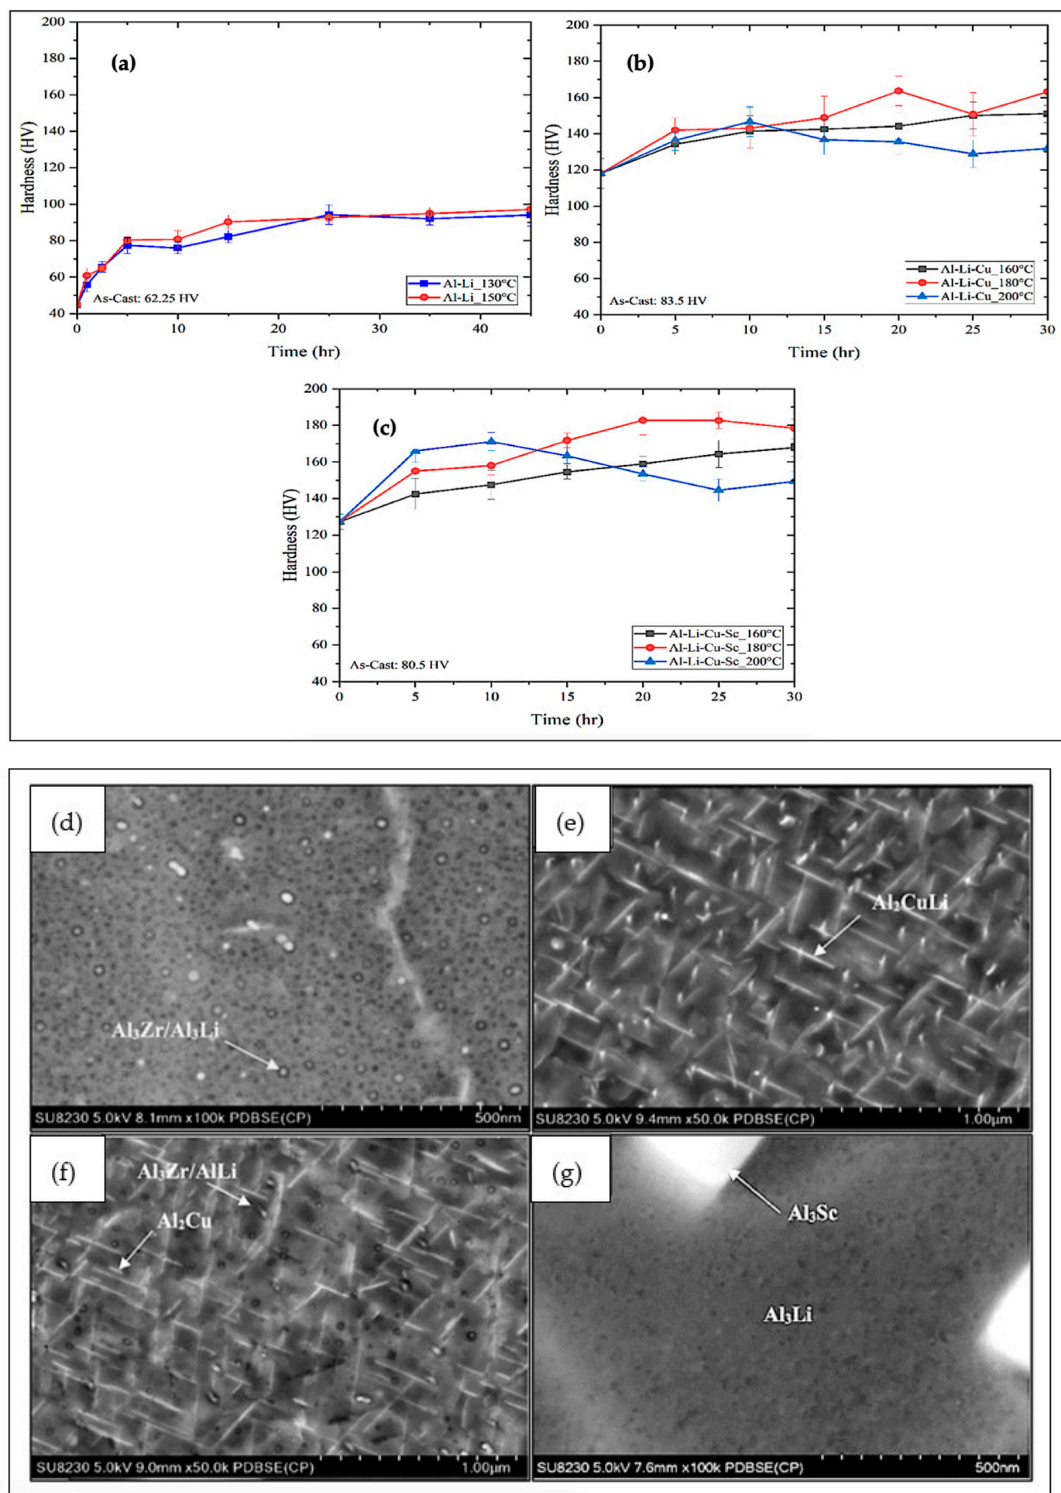 (a)
200
180
160
140
120
100
80
60
40
Hardness (HV)
Al-Li_130°C
Al-Li_150°C
As-Cast: 62.25 HV
0 10 20 30 40
Time (hr)
(b)
200
180
160
140
120
100
80
60
40
Hardness (HV)
Al-Li-Cu_160°C
Al-Li-Cu_180°C
Al-Li-Cu_200°C
As-Cast: 83.5 HV
0 5 10 15 20 25 30
Time (hr)
(c)
200
180
160
140
120
100
80
60
40
Hardness (HV)
Al-Li-Cu-Sc_160°C
Al-Li-Cu-Sc_180°C
Al-Li-Cu-Sc_200°C
As-Cast: 80.5 HV
0 5 10 15 20 25 30
Time (hr)
(d)
Al₃Zr/Al₃Li
SU8230 5.0kV 8.1mm x100k PDBSE(CP) 500nm
(e)
Al₂CuLi
SU8230 5.0kV 9.4mm x50.0k PDBSE(CP) 1.00µm
(f)
Al₃Zr/AlLi
Al₂Cu
SU8230 5.0kV 9.0mm x50.0k PDBSE(CP) 1.00µm
(g)
Al₃Sc
Al₃Li
SU8230 5.0kV 7.6mm x100k PDBSE(CP) 500nm